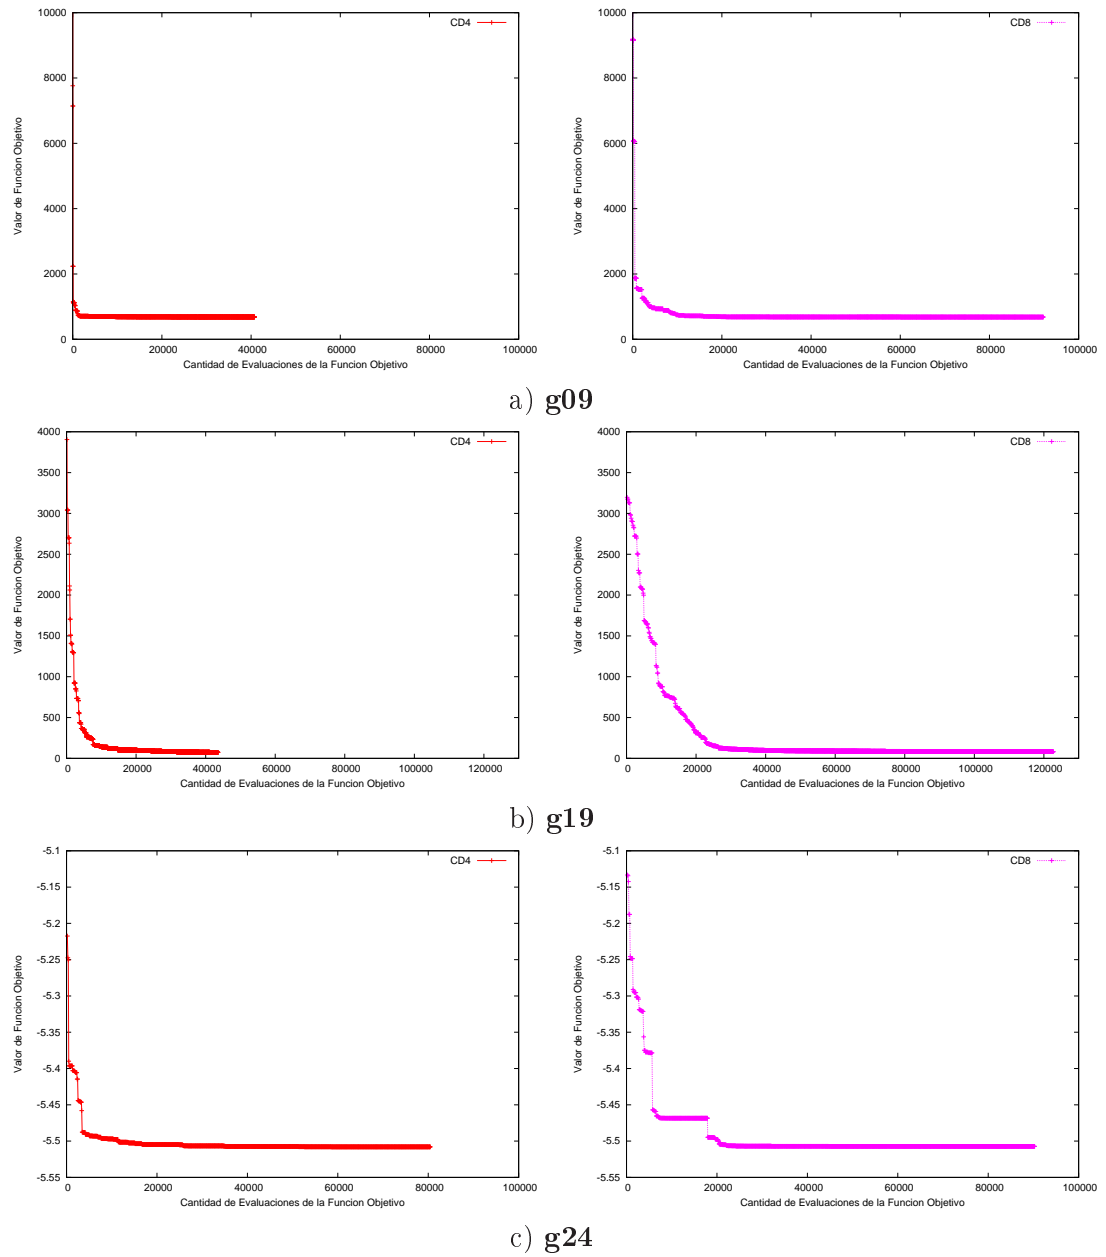 10000
8000
6000
4000
2000
0
0 20000 40000 60000 80000 100000
Valor de Funcion Objetivo
Cantidad de Evaluaciones de la Funcion Objetivo
CD4
10000
8000
6000
4000
2000
0
0 20000 40000 60000 80000 100000
Valor de Funcion Objetivo
Cantidad de Evaluaciones de la Funcion Objetivo
CD8
a) g09
4000
3500
3000
2500
2000
1500
1000
500
0
0 20000 40000 60000 80000 100000 120000
Valor de Funcion Objetivo
Cantidad de Evaluaciones de la Funcion Objetivo
CD4
4000
3500
3000
2500
2000
1500
1000
500
0
0 20000 40000 60000 80000 100000 120000
Valor de Funcion Objetivo
Cantidad de Evaluaciones de la Funcion Objetivo
CD8
b) g19
-5.1
-5.15
-5.2
-5.25
-5.3
-5.35
-5.4
-5.45
-5.5
-5.55
0 20000 40000 60000 80000 100000
Valor de Funcion Objetivo
Cantidad de Evaluaciones de la Funcion Objetivo
CD4
-5.1
-5.15
-5.2
-5.25
-5.3
-5.35
-5.4
-5.45
-5.5
-5.55
0 20000 40000 60000 80000 100000
Valor de Funcion Objetivo
Cantidad de Evaluaciones de la Funcion Objetivo
CD8
c) g24